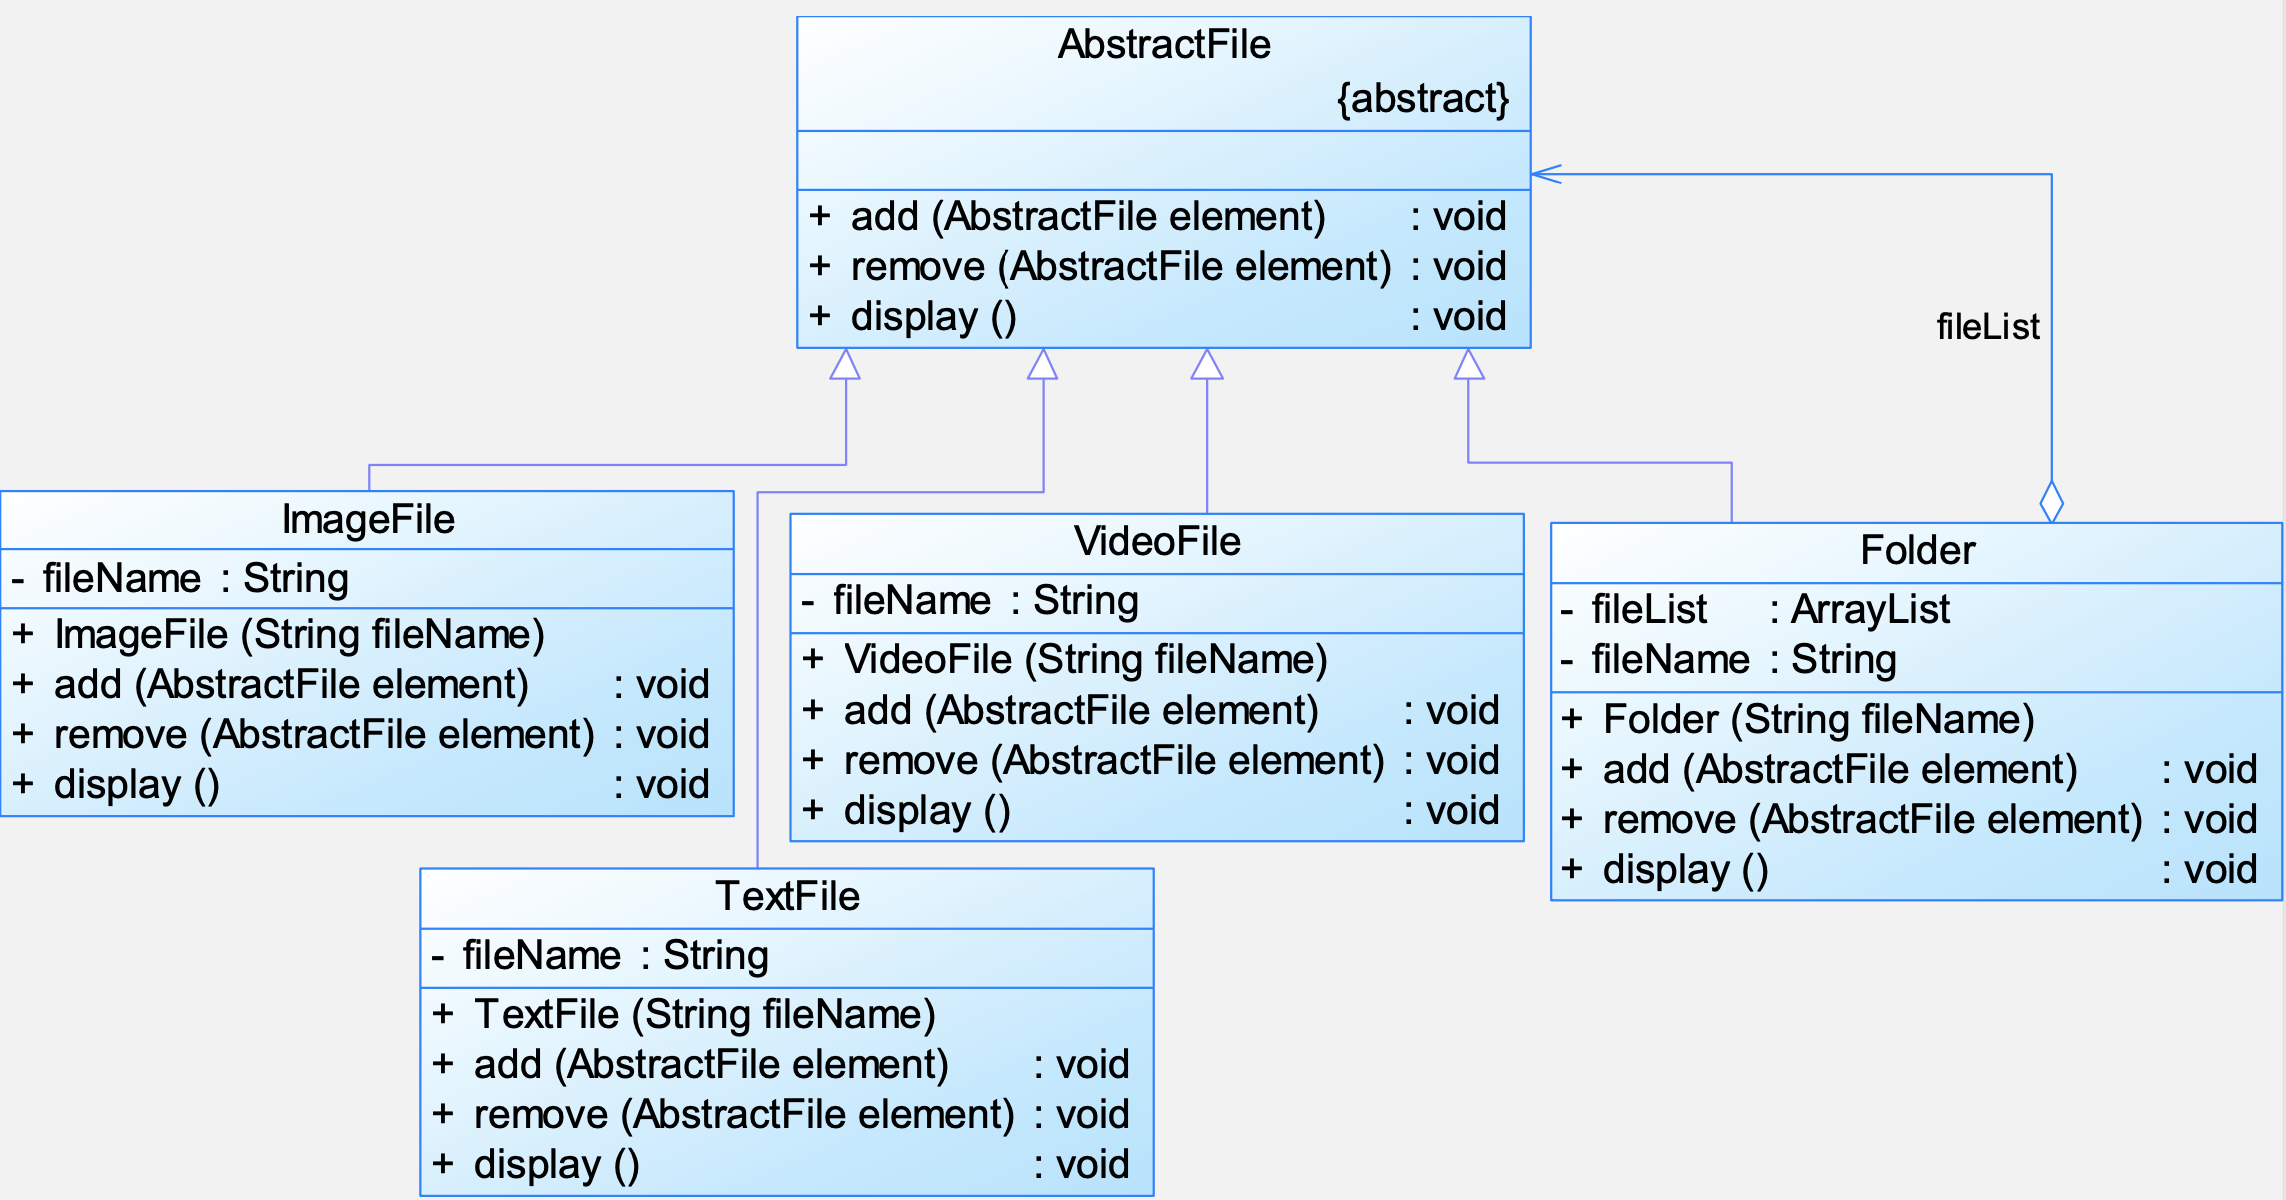 AbstractFile
{abstract}
+ add (AbstractFile element) : void
+ remove (AbstractFile element) : void
+ display () : void
fileList
ImageFile
- fileName : String
+ ImageFile (String fileName)
+ add (AbstractFile element) : void
+ remove (AbstractFile element) : void
+ display () : void
VideoFile
- fileName : String
+ VideoFile (String fileName)
+ add (AbstractFile element) : void
+ remove (AbstractFile element) : void
+ display () : void
Folder
- fileList : ArrayList
- fileName : String
+ Folder (String fileName)
+ add (AbstractFile element) : void
+ remove (AbstractFile element) : void
+ display () : void
TextFile
- fileName : String
+ TextFile (String fileName)
+ add (AbstractFile element) : void
+ remove (AbstractFile element) : void
+ display () : void